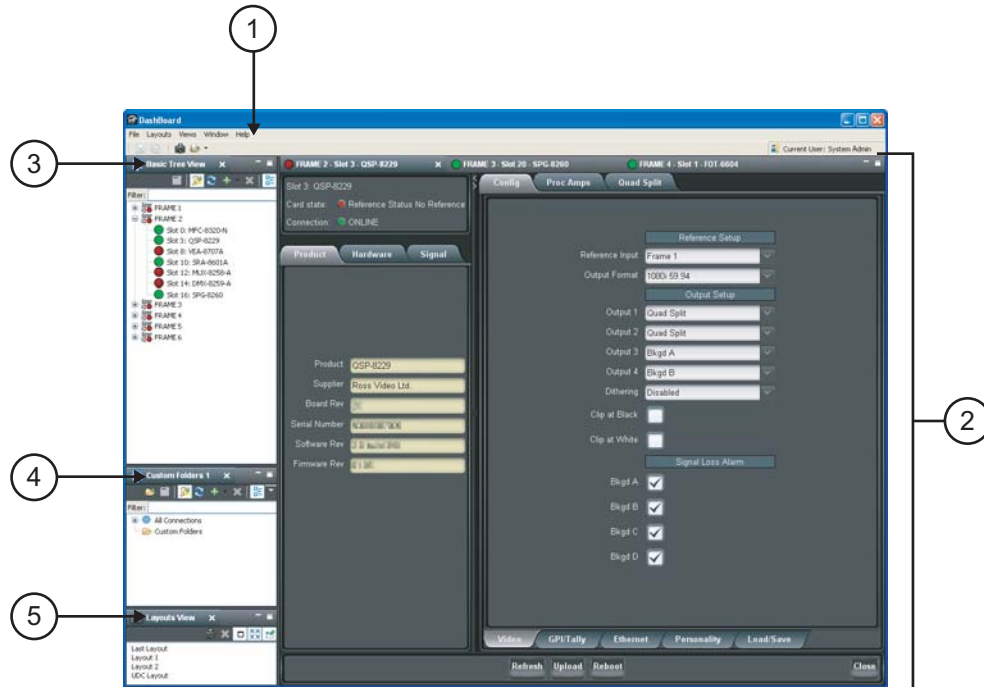 1
DashBoard
File Layouts Views Window Help
Current User: System Admin
2
3
Basic Tree View
Filter:
FRAME 1
FRAME 2
Slot 0: MFC-8320-N
Slot 3: QSP-8229
Slot 8: VEA-8707A
Slot 10: SRA-8601A
Slot 12: MUX-8258-A
Slot 14: DMX-8259-A
Slot 16: SPG-8260
FRAME 3
FRAME 4
FRAME 5
FRAME 6
4
Custom Folders 1
Filter:
All Connections
Custom Folders
5
Layouts View
Last Layout
Layout 1
Layout 2
UDC Layout
FRAME 2 - Slot 3 - QSP-8229
FRAME 3 - Slot 20 - SPG-8260
FRAME 4 - Slot 1 - FDT-6604
Slot 3: QSP-8229
Card state: Reference Status No Reference
Connection: ONLINE
Product Hardware Signal
Product QSP-8229
Supplier Ross Video Ltd.
Board Rev
Serial Number
Software Rev
Firmware Rev
Config Proc Amps Quad Split
Reference Setup
Reference Input Frame 1
Output Format 1080i 59.94
Output Setup
Output 1 Quad Split
Output 2 Quad Split
Output 3 Bkgd A
Output 4 Bkgd B
Dithering Disabled
Clip at Black
Clip at White
Signal Loss Alarm
Bkgd A
Bkgd B
Bkgd C
Bkgd D
Video GPI/Tally Ethernet Personality Load/Save
Refresh Upload Reboot Close